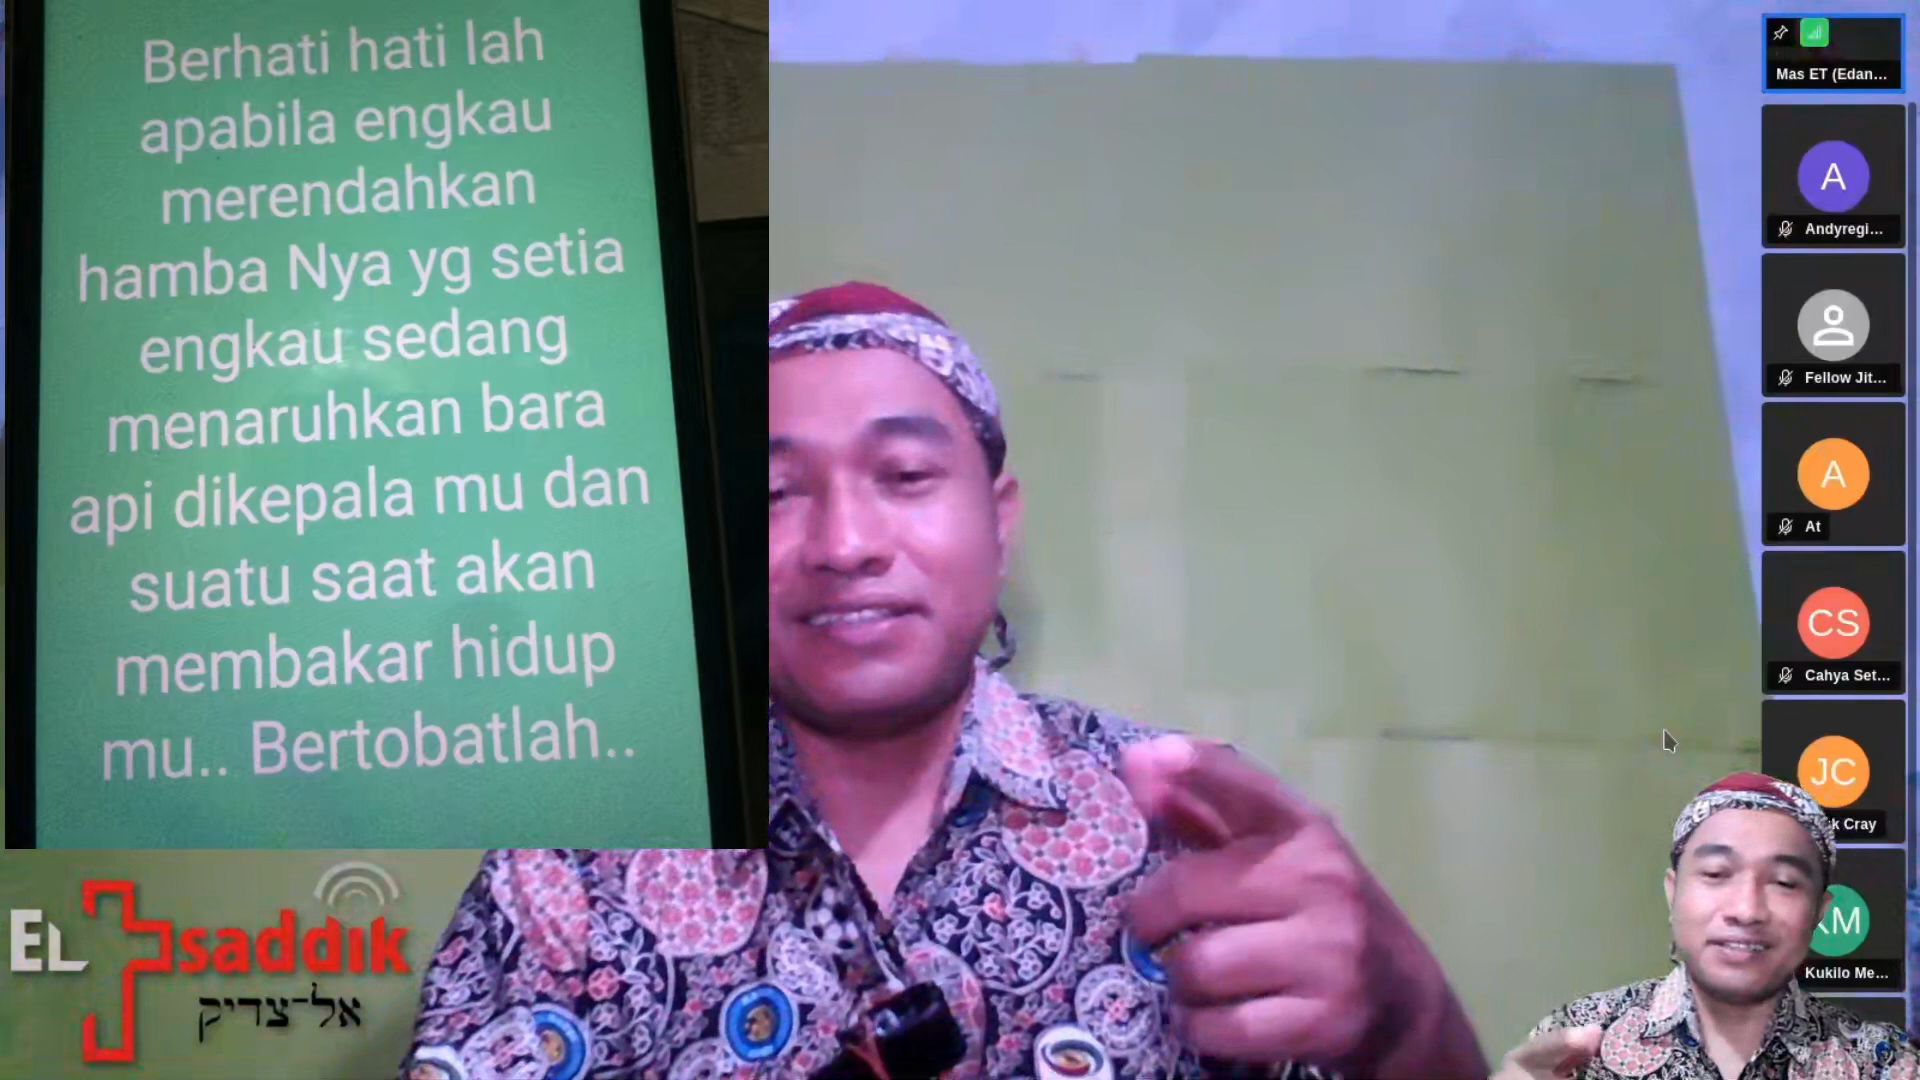 Berhati hati lah
apabila engkau
merendahkan
hamba Nya yg setia
engkau sedang
menaruhkan bara
api dikepala mu dan
suatu saat akan
membakar hidup
mu.. Bertobatlah..
EL saddik
אל־צדיק
Mas ET (Edan...
A
Andyregi...
Fellow Jit...
A
At
CS
Cahya Set...
JC
k Cray
KM
Kukilo Me...